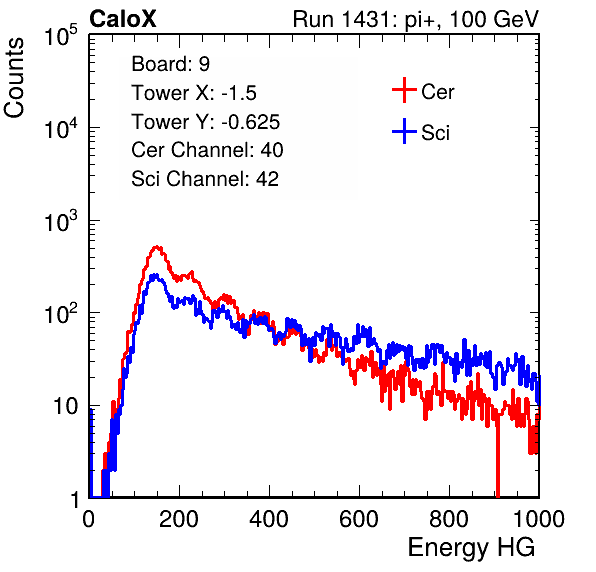 CaloX Run 1431: pi+, 100 GeV
Counts
10^5
10^4
10^3
10^2
10
1
Board: 9
Tower X: -1.5
Tower Y: -0.625
Cer Channel: 40
Sci Channel: 42
Cer
Sci
0 200 400 600 800 1000
Energy HG